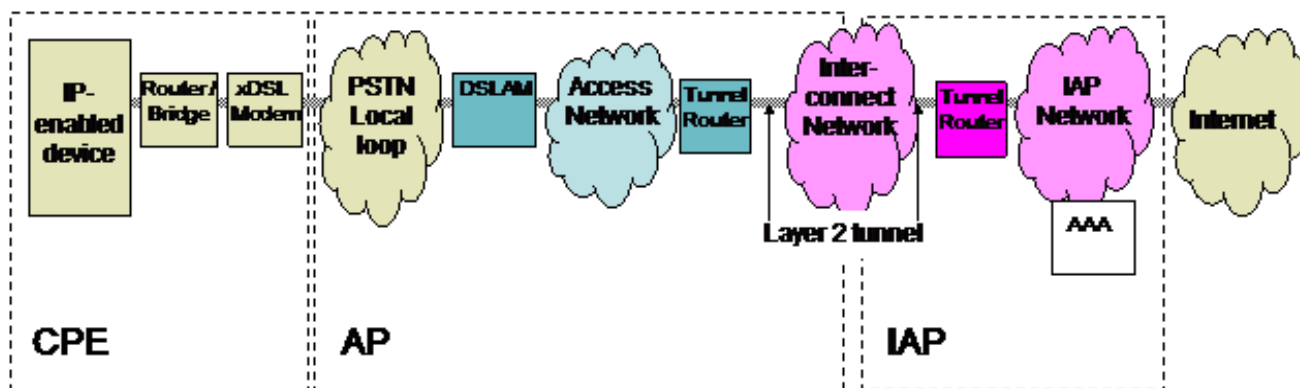 IP-
enabled
device
Router/
Bridge
xDSL
Modem
PSTN
Local
loop
DSLAM
Access
Network
Tunnel
Router
Inter-
connect
Network
Tunnel
Router
IAP
Network
Internet
Layer 2 tunnel
AAA
CPE
AP
IAP